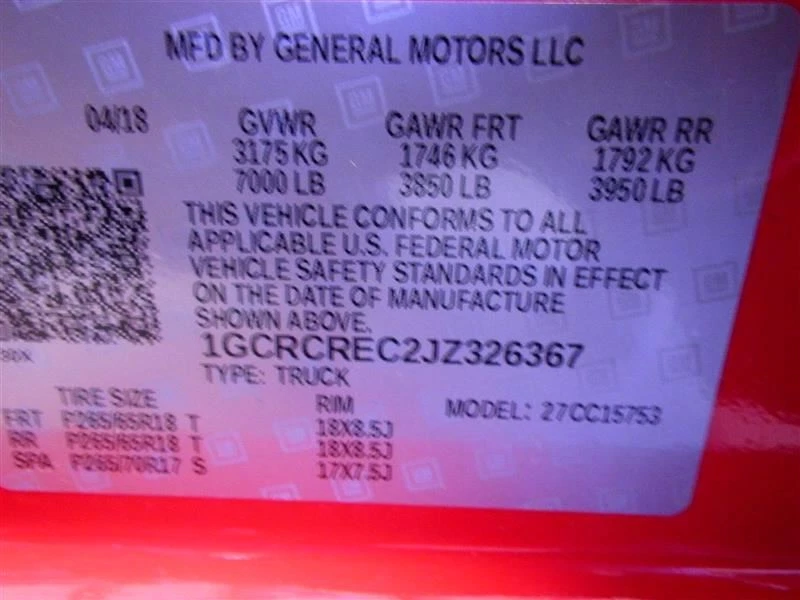 MFD BY GENERAL MOTORS LLC
04/18 GVWR GAWR FRT GAWR RR
3175 KG 1746 KG 1792 KG
7000 LB 3850 LB 3950 LB
THIS VEHICLE CONFORMS TO ALL
APPLICABLE U.S. FEDERAL MOTOR
VEHICLE SAFETY STANDARDS IN EFFECT
ON THE DATE OF MANUFACTURE
SHOWN ABOVE.
1GCRCREC2JZ326367
TYPE: TRUCK
TIRE SIZE RIM MODEL: 27CC15753
FRT P265/65R18 T 18X8.5J
RR P265/65R18 T 18X8.5J
SPA P265/70R17 S 17X7.5J